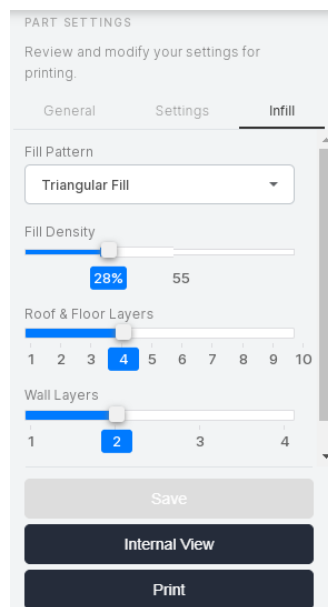 PART SETTINGS
Review and modify your settings for
printing.
General Settings Infill
Fill Pattern
Triangular Fill
Fill Density
28% 55
Roof & Floor Layers
1 2 3 4 5 6 7 8 9 10
Wall Layers
1 2 3 4
Save
Internal View
Print